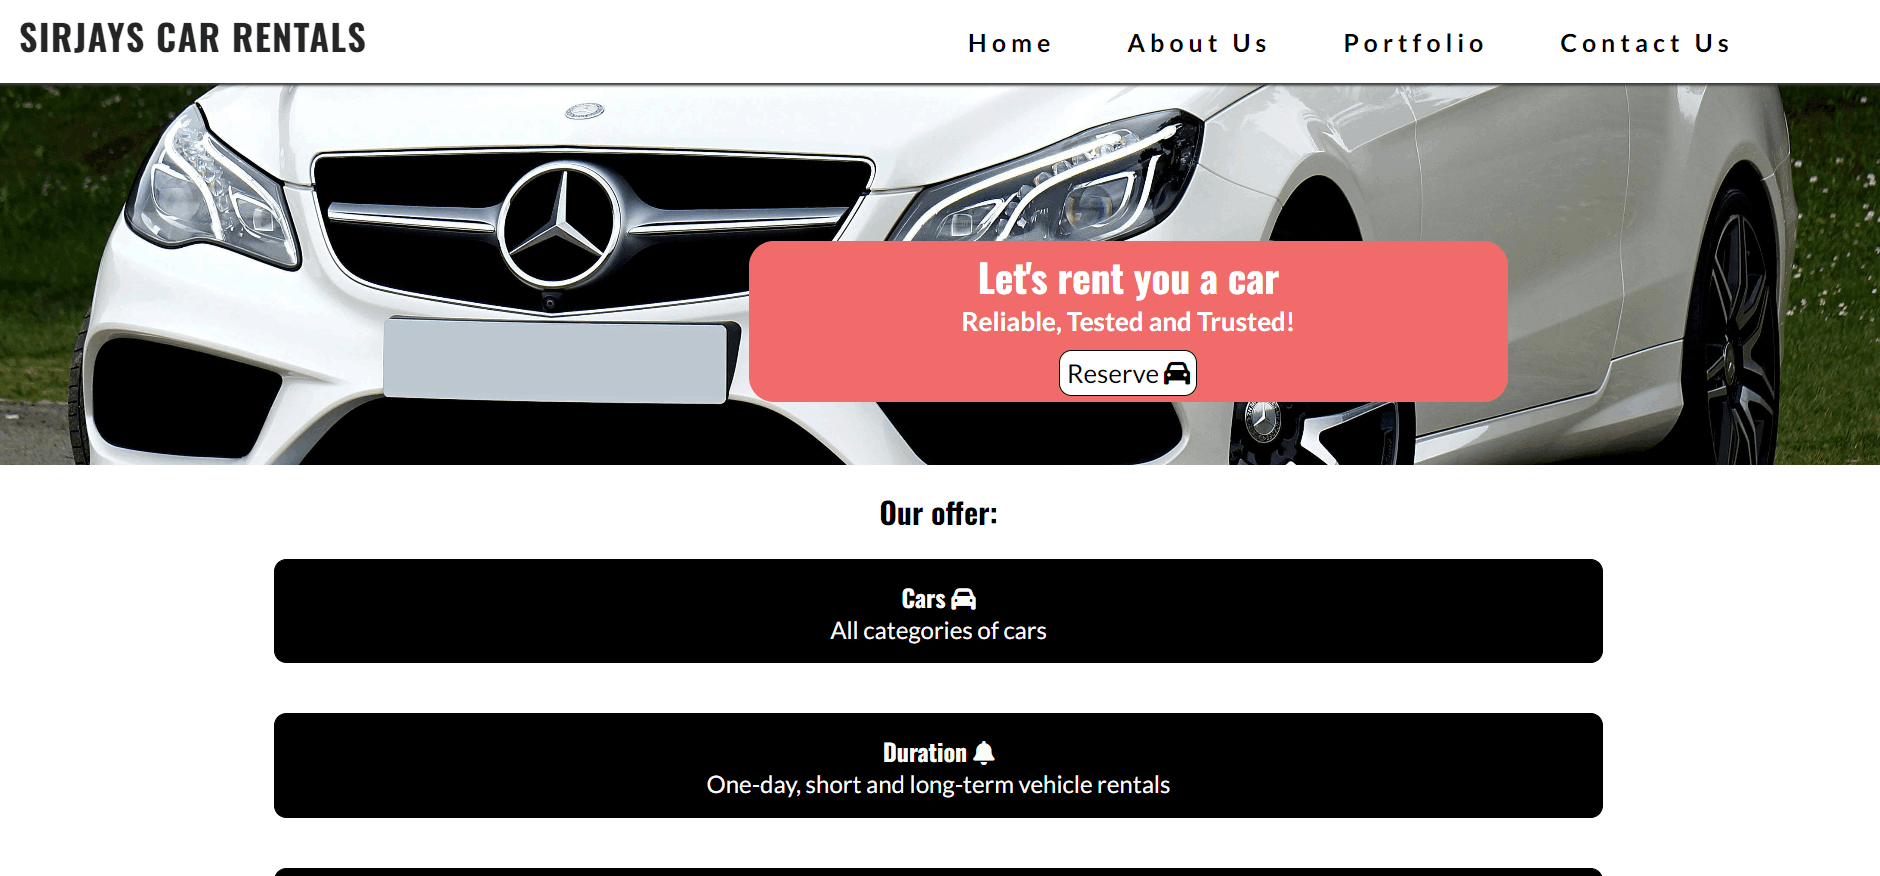 SIRJAYS CAR RENTALS
Home About Us Portfolio Contact Us
Let's rent you a car
Reliable, Tested and Trusted!
Reserve
Our offer:
Cars
All categories of cars
Duration
One-day, short and long-term vehicle rentals